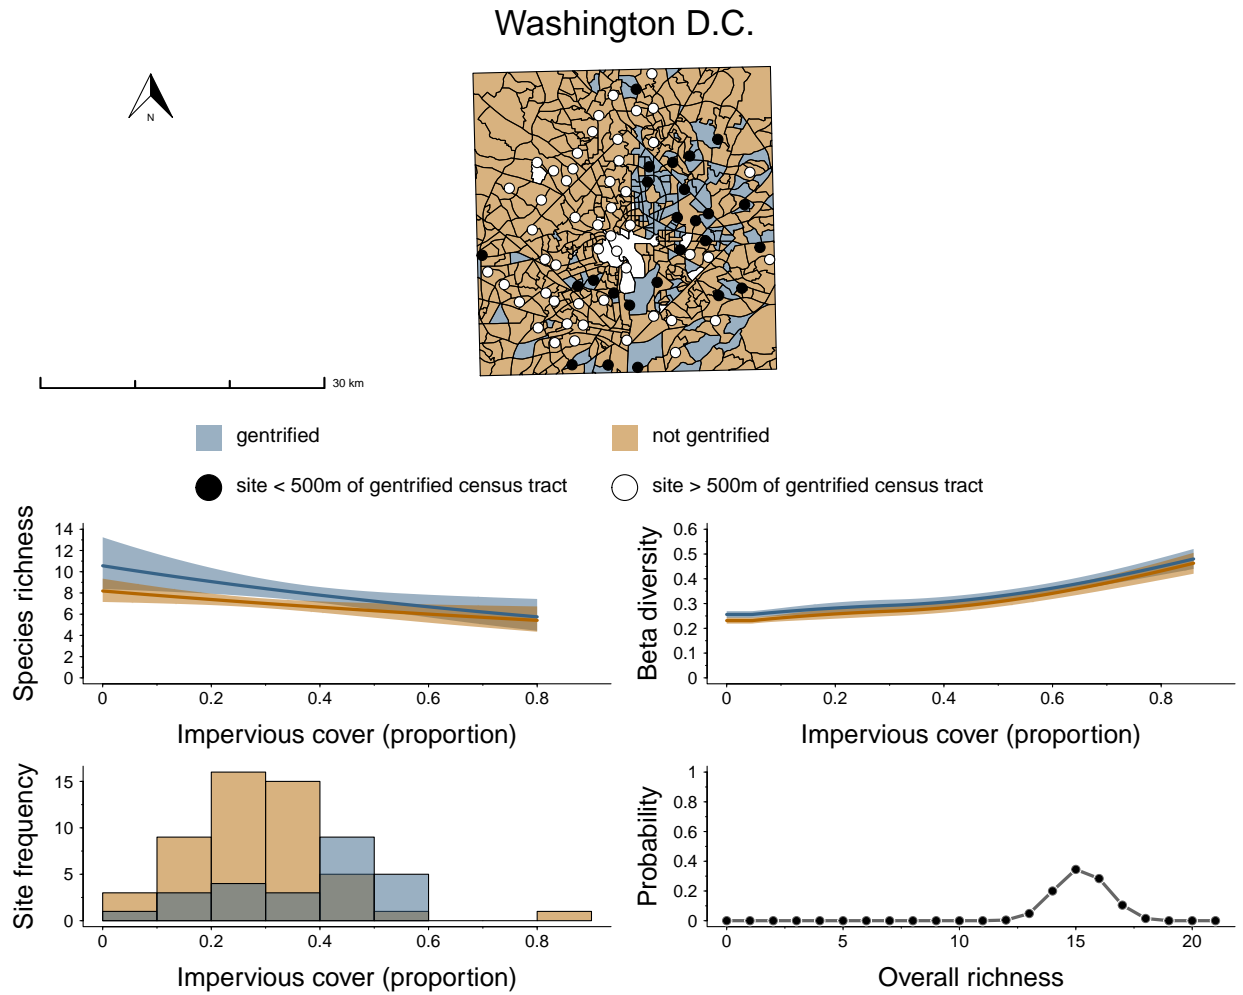 Washington D.C.
N
30 km
gentrified
not gentrified
site < 500m of gentrified census tract
site > 500m of gentrified census tract
Species richness
14
12
10
8
6
4
2
0
0 0.2 0.4 0.6 0.8
Impervious cover (proportion)
Beta diversity
0.6
0.5
0.4
0.3
0.2
0.1
0
0 0.2 0.4 0.6 0.8
Impervious cover (proportion)
Site frequency
15
10
5
0
0 0.2 0.4 0.6 0.8
Impervious cover (proportion)
Probability
1
0.8
0.6
0.4
0.2
0
0 5 10 15 20
Overall richness